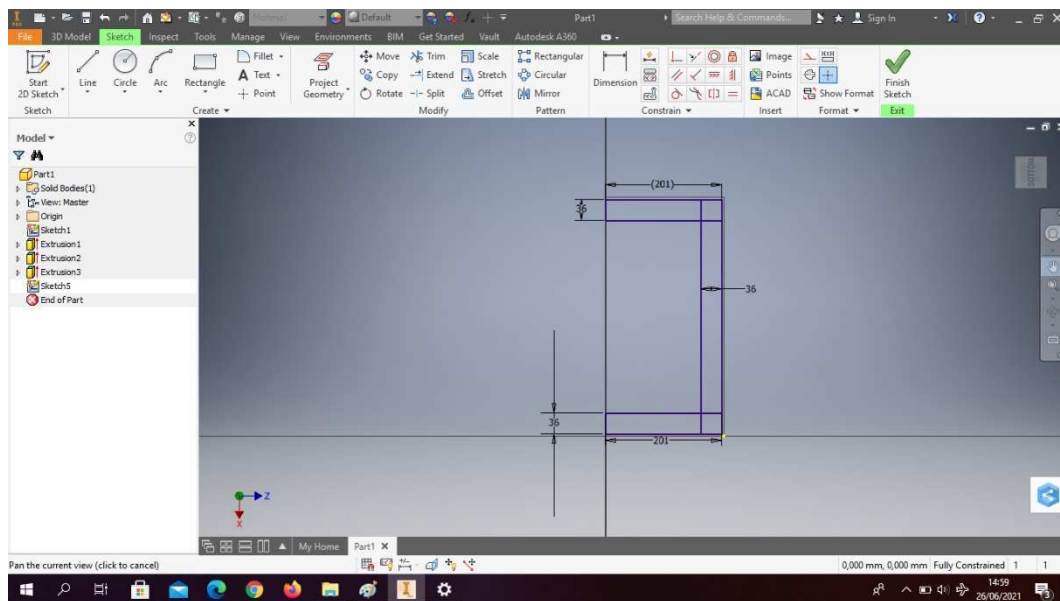 PRO
Material
Default
Part1
Search Help & Commands...
Sign In
File 3D Model Sketch Inspect Tools Manage View Environments BIM Get Started Vault Autodesk A360
Start 2D Sketch
Line
Circle
Arc
Rectangle
Fillet
Text
Point
Project Geometry
Move
Copy
Rotate
Trim
Extend
Split
Scale
Stretch
Offset
Rectangular
Circular
Mirror
Dimension
Image
Points
ACAD
Show Format
Finish Sketch
Sketch Create Modify Pattern Constrain Insert Format Exit
Model
Part1
Solid Bodies(1)
View: Master
Origin
Sketch1
Extrusion1
Extrusion2
Extrusion3
Sketch5
End of Part
BOTTOM
(201)
36
36
36
201
Z
X
My Home Part1
Pan the current view (click to cancel)
0,000 mm, 0,000 mm Fully Constrained 1 1
14:59
26/06/2021
3